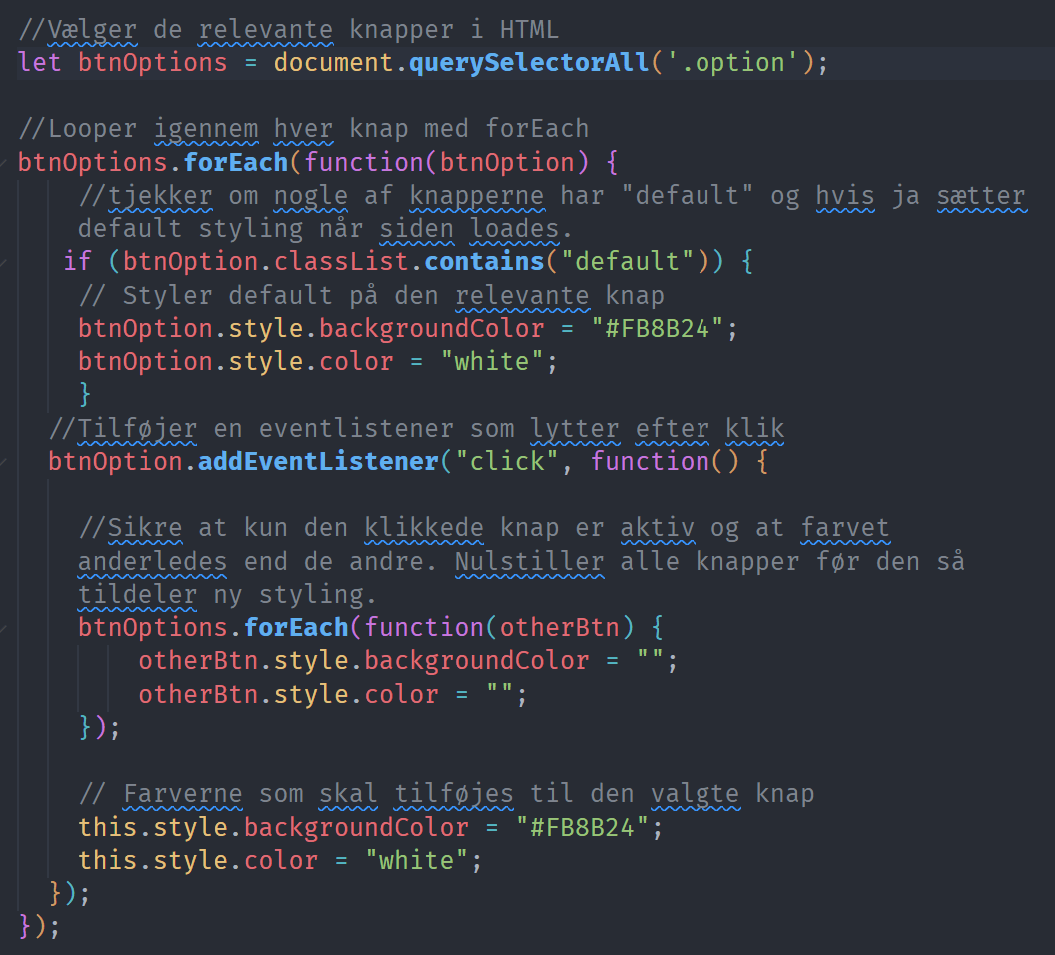 //Vælger de relevante knapper i HTML
let btnOptions = document.querySelectorAll('.option');
//Looper igennem hver knap med forEach
btnOptions.forEach(function(btnOption) {
//tjekker om nogle af knapperne har "default" og hvis ja sætter
default styling når siden loades.
if (btnOption.classList.contains("default")) {
// Styler default på den relevante knap
btnOption.style.backgroundColor = "#FB8B24";
btnOption.style.color = "white";
}
//Tilføjer en eventlistener som lytter efter klik
btnOption.addEventListener("click", function() {
//Sikre at kun den klikkede knap er aktiv og at farvet
anderledes end de andre. Nulstiller alle knapper før den så
tildeler ny styling.
btnOptions.forEach(function(otherBtn) {
otherBtn.style.backgroundColor = "";
otherBtn.style.color = "";
});
// Farverne som skal tilføjes til den valgte knap
this.style.backgroundColor = "#FB8B24";
this.style.color = "white";
});
});